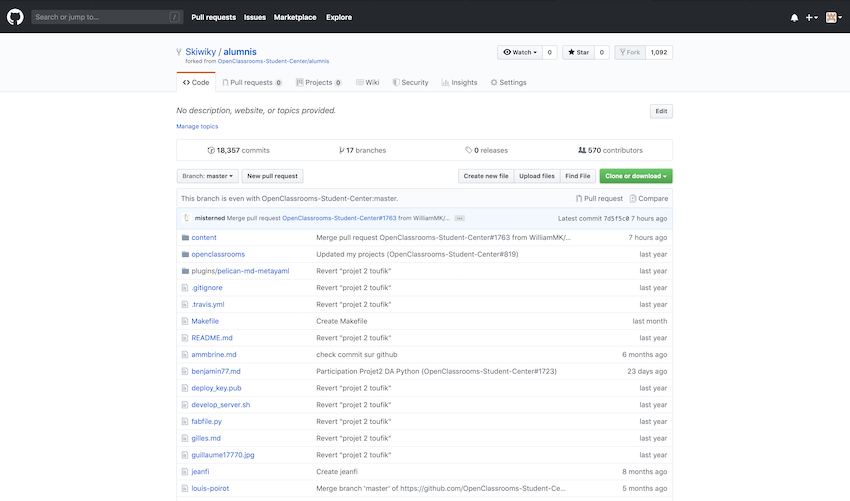 Search or jump to... / Pull requests Issues Marketplace Explore
Skiwiky / alumnis Watch 0 Star 0 Fork 1,092
forked from OpenClassrooms-Student-Center/alumnis
Code Pull requests 0 Projects 0 Wiki Security Insights Settings
No description, website, or topics provided. Edit
Manage topics
18,357 commits 17 branches 0 releases 570 contributors
Branch: master New pull request Create new file Upload files Find File Clone or download
This branch is even with OpenClassrooms-Student-Center:master. Pull request Compare
misterned Merge pull request OpenClassrooms-Student-Center#1763 from WilliamMK/... ... Latest commit 7d5f5c0 7 hours ago
content Merge pull request OpenClassrooms-Student-Center#1763 from WilliamMK/... 7 hours ago
openclassrooms Updated my projects (OpenClassrooms-Student-Center#819) last year
plugins/pelican-md-metayaml Revert "projet 2 toufik" last year
.gitignore Revert "projet 2 toufik" last year
.travis.yml Revert "projet 2 toufik" last year
Makefile Create Makefile last month
README.md Revert "projet 2 toufik" last year
ammbrine.md check commit sur github 6 months ago
benjamin77.md Participation Projet2 DA Python (OpenClassrooms-Student-Center#1723) 23 days ago
deploy_key.pub Revert "projet 2 toufik" last year
develop_server.sh Revert "projet 2 toufik" last year
fabfile.py Revert "projet 2 toufik" last year
gilles.md Revert "projet 2 toufik" last year
guillaume17770.jpg Revert "projet 2 toufik" last year
jeanfi Create jeanfi 8 months ago
louis-poirot Merge branch 'master' of https://github.com/OpenClassrooms-Student-Ce... 5 months ago